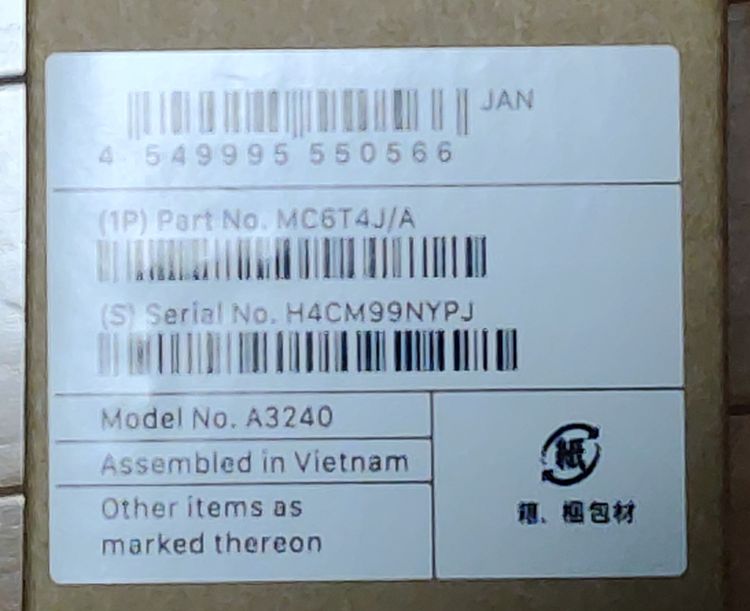 JAN
4 549995 550566
(1P) Part No. MC6T4J/A
(S) Serial No. H4CM99NYPJ
Model No. A3240
Assembled in Vietnam
Other items as
marked thereon
紙
箱、梱包材